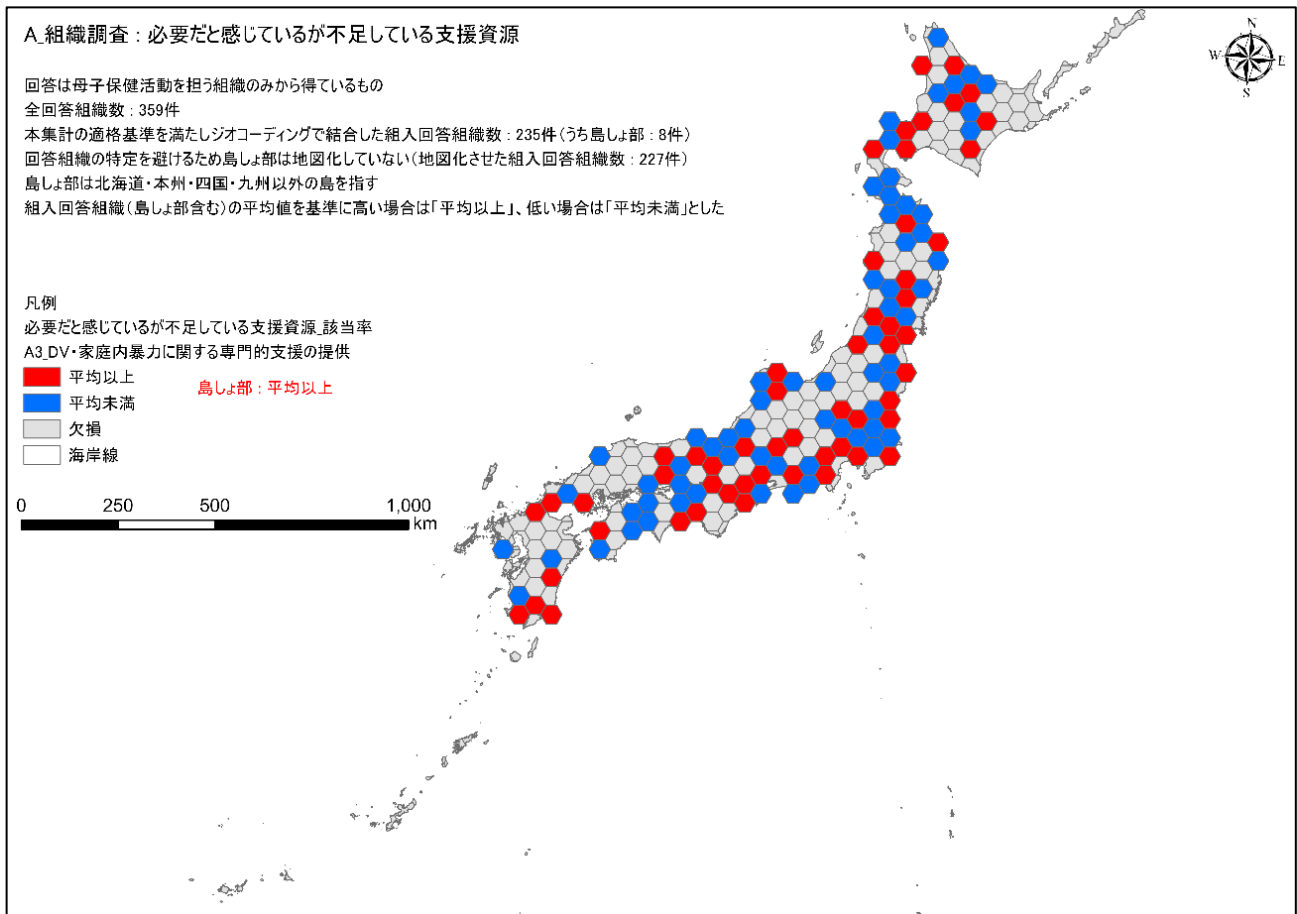 A_組織調査：必要だと感じているが不足している支援資源
回答は母子保健活動を担う組織のみから得ているもの
全回答組織数：359件
本集計の適格基準を満たしジオコーディングで結合した組入回答組織数：235件（うち島しょ部：8件）
回答組織の特定を避けるため島しょ部は地図化していない（地図化させた組入回答組織数：227件）
島しょ部は北海道・本州・四国・九州以外の島を指す
組入回答組織（島しょ部含む）の平均値を基準に高い場合は「平均以上」、低い場合は「平均未満」とした
N
W
E
S
凡例
必要だと感じているが不足している支援資源_該当率
A3_DV・家庭内暴力に関する専門的支援の提供
平均以上
島しょ部：平均以上
平均未満
欠損
海岸線
0 250 500 1,000
km